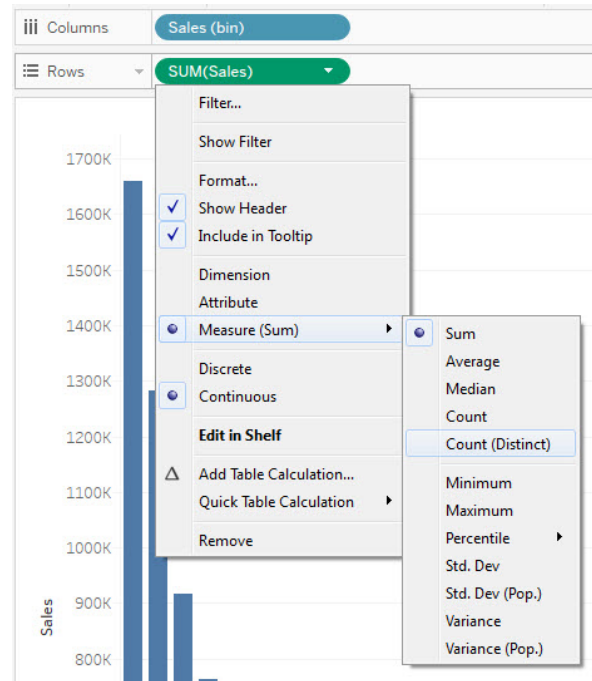 Columns
Sales (bin)
Rows
SUM(Sales)
Filter...
Show Filter
Format...
Show Header
Include in Tooltip
Dimension
Attribute
Measure (Sum)
Discrete
Continuous
Edit in Shelf
Add Table Calculation...
Quick Table Calculation
Remove
Sum
Average
Median
Count
Count (Distinct)
Minimum
Maximum
Percentile
Std. Dev
Std. Dev (Pop.)
Variance
Variance (Pop.)
1700K
1600K
1500K
1400K
1300K
1200K
1100K
1000K
900K
800K
Sales